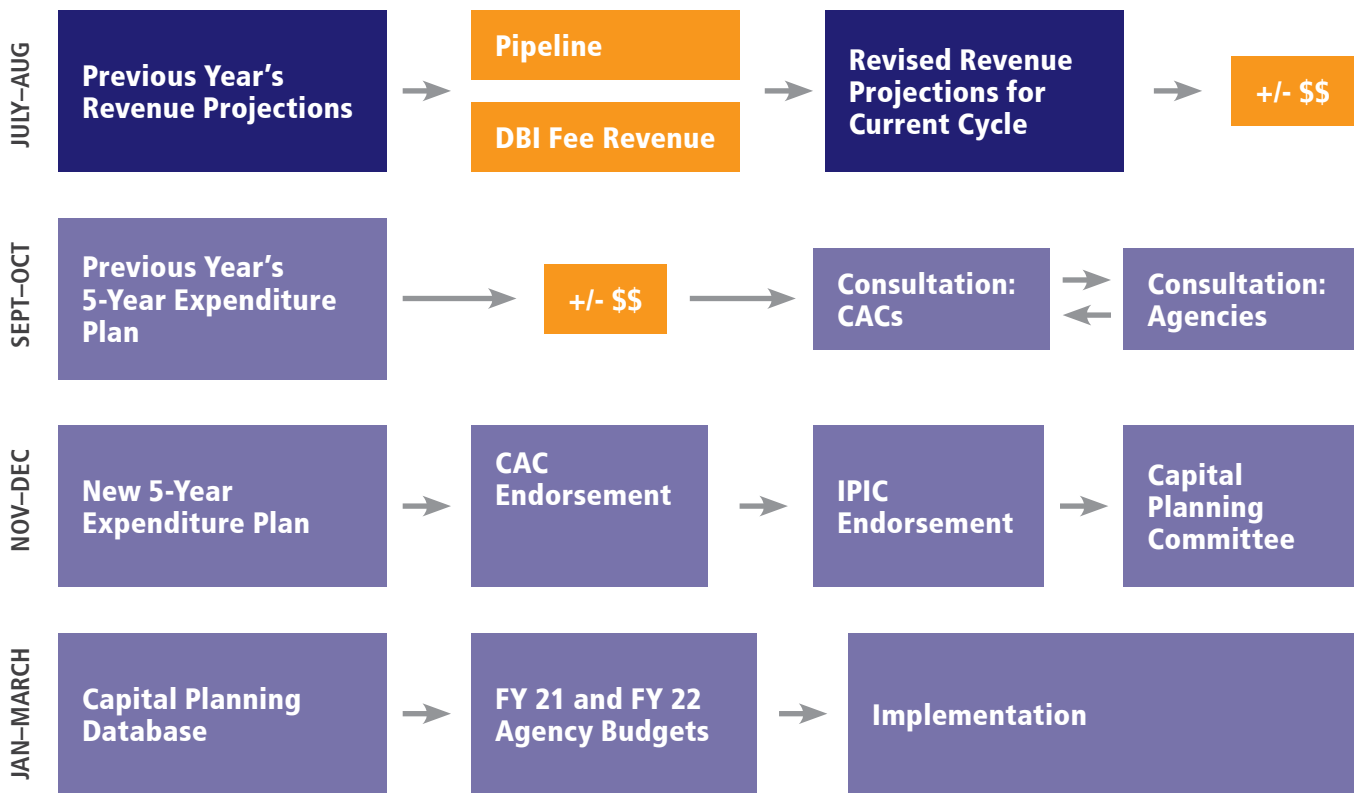 JULY–AUG
Previous Year's
Revenue Projections
Pipeline
DBI Fee Revenue
Revised Revenue
Projections for
Current Cycle
+/- $$
SEPT–OCT
Previous Year's
5-Year Expenditure
Plan
+/- $$
Consultation:
CACs
Consultation:
Agencies
NOV–DEC
New 5-Year
Expenditure Plan
CAC
Endorsement
IPIC
Endorsement
Capital
Planning
Committee
JAN–MARCH
Capital Planning
Database
FY 21 and FY 22
Agency Budgets
Implementation